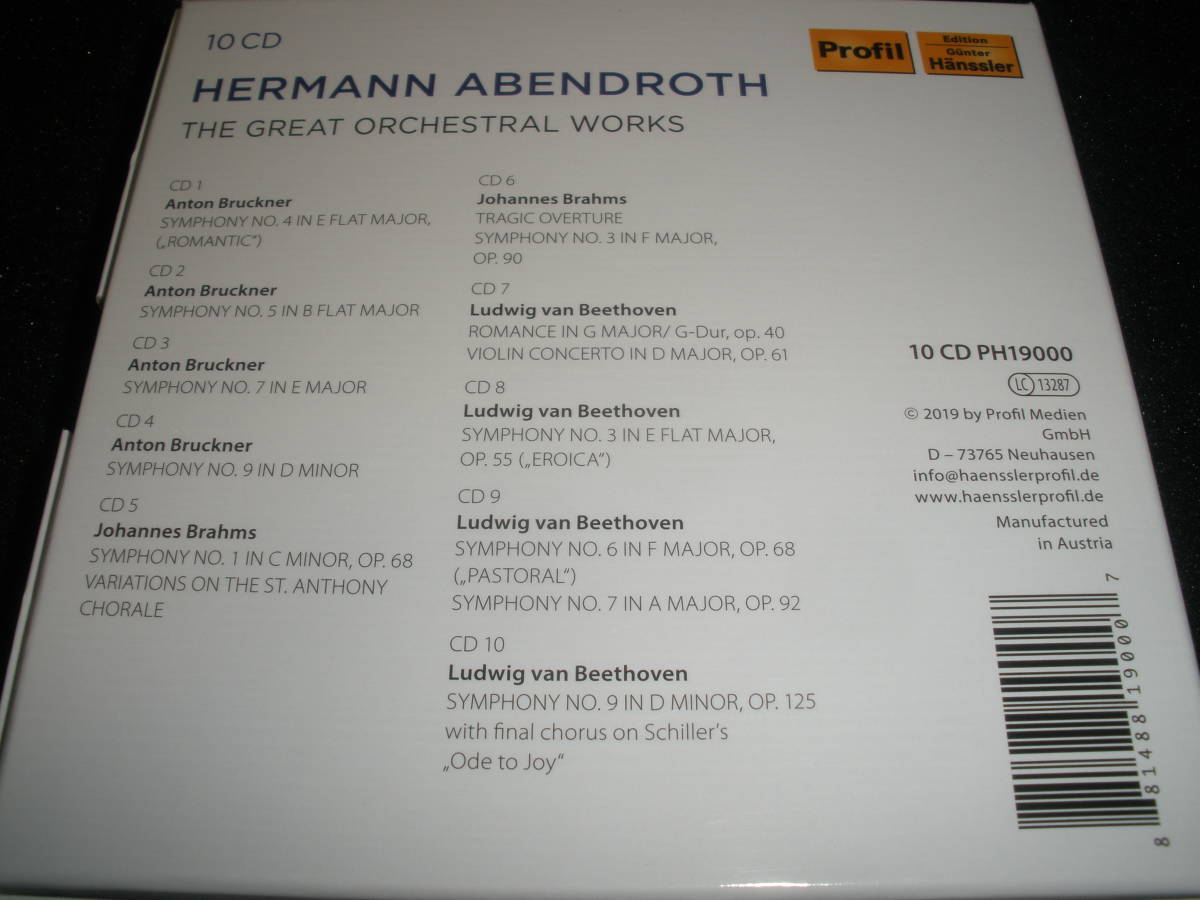 10 CD
Profil
Edition
Günter
Hänssler
HERMANN ABENDROTH
THE GREAT ORCHESTRAL WORKS
CD 1
Anton Bruckner
SYMPHONY NO. 4 IN E FLAT MAJOR,
(„ROMANTIC“)
CD 2
Anton Bruckner
SYMPHONY NO. 5 IN B FLAT MAJOR
CD 3
Anton Bruckner
SYMPHONY NO. 7 IN E MAJOR
CD 4
Anton Bruckner
SYMPHONY NO. 9 IN D MINOR
CD 5
Johannes Brahms
SYMPHONY NO. 1 IN C MINOR, OP. 68
VARIATIONS ON THE ST. ANTHONY
CHORALE
CD 6
Johannes Brahms
TRAGIC OVERTURE
SYMPHONY NO. 3 IN F MAJOR,
OP. 90
CD 7
Ludwig van Beethoven
ROMANCE IN G MAJOR/ G-Dur, op. 40
VIOLIN CONCERTO IN D MAJOR, OP. 61
CD 8
Ludwig van Beethoven
SYMPHONY NO. 3 IN E FLAT MAJOR,
OP. 55 („EROICA“)
CD 9
Ludwig van Beethoven
SYMPHONY NO. 6 IN F MAJOR, OP. 68
(„PASTORAL“)
SYMPHONY NO. 7 IN A MAJOR, OP. 92
CD 10
Ludwig van Beethoven
SYMPHONY NO. 9 IN D MINOR, OP. 125
with final chorus on Schiller’s
„Ode to Joy“
10 CD PH19000
LC 13287
© 2019 by Profil Medien
GmbH
D – 73765 Neuhausen
info@haensslerprofil.de
www.haensslerprofil.de
Manufactured
in Austria
8 81488 19000 7